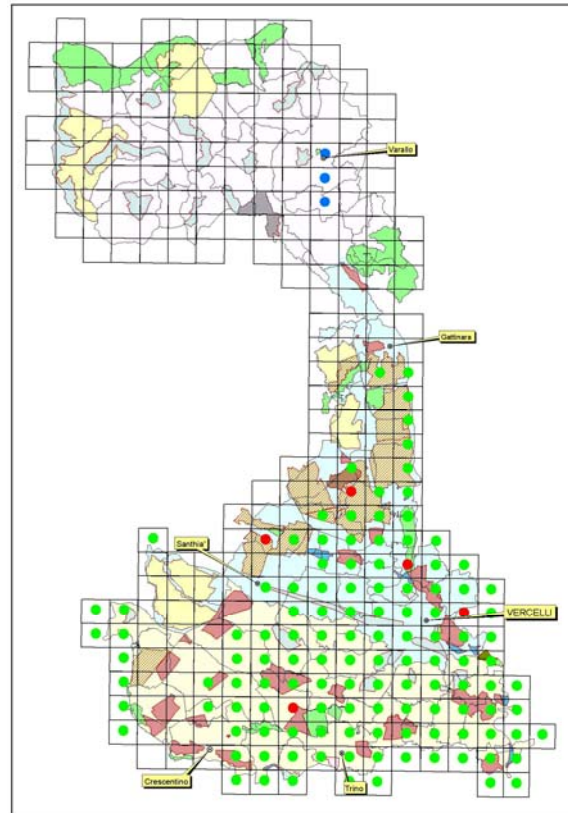 Varallo
Gattinara
Santhia'
VERCELLI
Crescentino
Trino